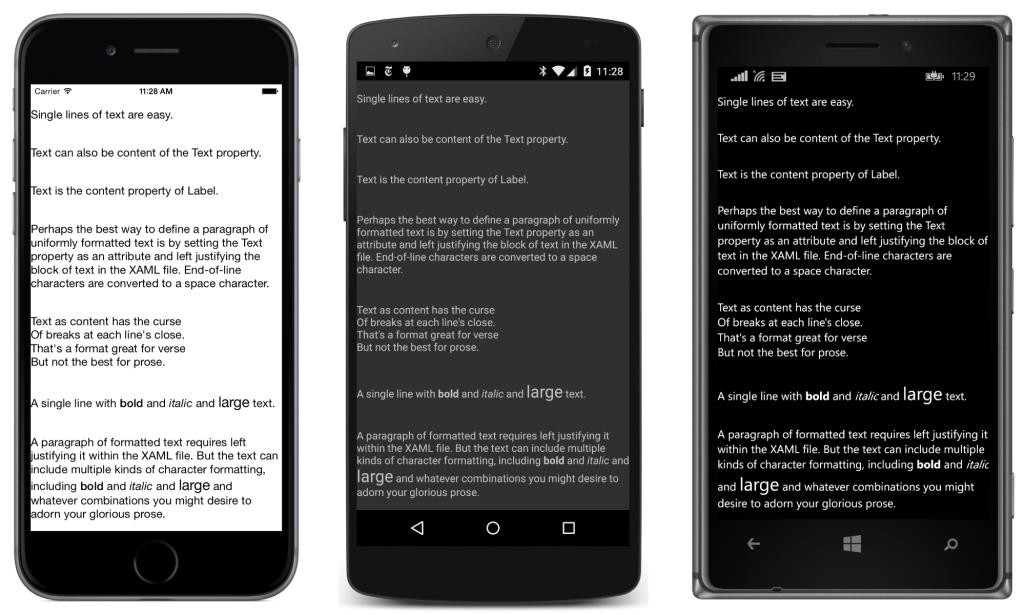 Carrier
11:28 AM
Single lines of text are easy.
Text can also be content of the Text property.
Text is the content property of Label.
Perhaps the best way to define a paragraph of
uniformly formatted text is by setting the Text
property as an attribute and left justifying the
block of text in the XAML file. End-of-line
characters are converted to a space character.
Text as content has the curse
Of breaks at each line's close.
That's a format great for verse
But not the best for prose.
A single line with bold and italic and large text.
A paragraph of formatted text requires left
justifying it within the XAML file. But the text can
include multiple kinds of character formatting,
including bold and italic and large and
whatever combinations you might desire to
adorn your glorious prose.
11:28
Single lines of text are easy.
Text can also be content of the Text property.
Text is the content property of Label.
Perhaps the best way to define a paragraph of uniformly
formatted text is by setting the Text property as an
attribute and left justifying the block of text in the XAML
file. End-of-line characters are converted to a space
character.
Text as content has the curse
Of breaks at each line's close.
That's a format great for verse
But not the best for prose.
A single line with bold and italic and large text.
A paragraph of formatted text requires left justifying it
within the XAML file. But the text can include multiple
kinds of character formatting, including bold and italic and
large and whatever combinations you might desire to
adorn your glorious prose.
11:29
Single lines of text are easy.
Text can also be content of the Text property.
Text is the content property of Label.
Perhaps the best way to define a paragraph of
uniformly formatted text is by setting the Text
property as an attribute and left justifying the block of
text in the XAML file. End-of-line characters are
converted to a space character.
Text as content has the curse
Of breaks at each line's close.
That's a format great for verse
But not the best for prose.
A single line with bold and italic and large text.
A paragraph of formatted text requires left justifying it
within the XAML file. But the text can include multiple
kinds of character formatting, including bold and italic
and large and whatever combinations you might
desire to adorn your glorious prose.